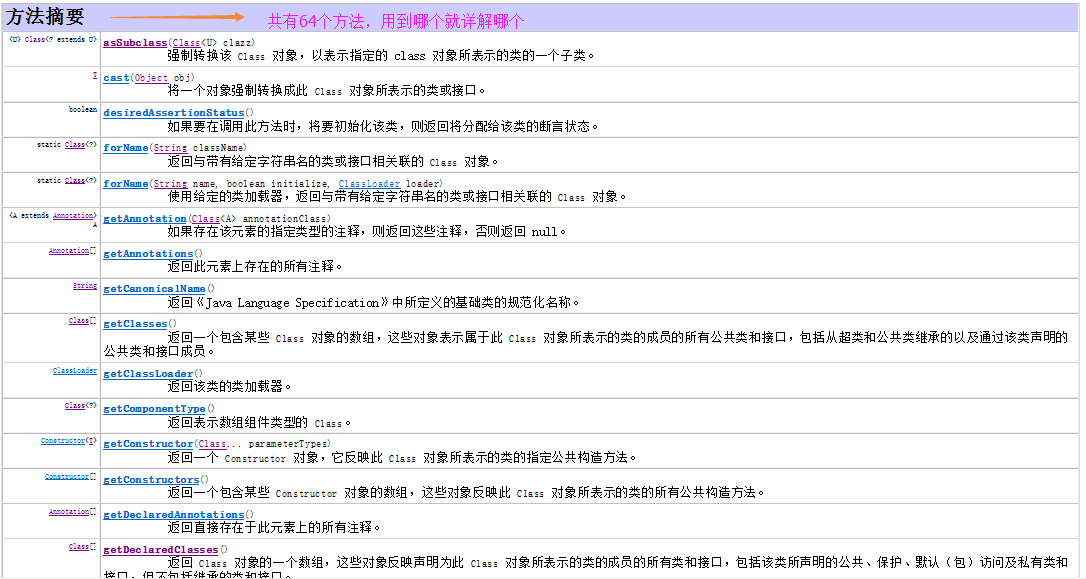 方法摘要 共有64个方法，用到哪个就详解哪个
<U> Class<? extends U> asSubclass(Class<U> clazz)
强制转换该 Class 对象，以表示指定的 class 对象所表示的类的一个子类。
T cast(Object obj)
将一个对象强制转换成此 Class 对象所表示的类或接口。
boolean desiredAssertionStatus()
如果要在调用此方法时，将要初始化该类，则返回将分配给该类的断言状态。
static Class<?> forName(String className)
返回与带有给定字符串名的类或接口相关联的 Class 对象。
static Class<?> forName(String name, boolean initialize, ClassLoader loader)
使用给定的类加载器，返回与带有给定字符串名的类或接口相关联的 Class 对象。
<A extends Annotation>
A getAnnotation(Class<A> annotationClass)
如果存在该元素的指定类型的注释，则返回这些注释，否则返回 null。
Annotation[] getAnnotations()
返回此元素上存在的所有注释。
String getCanonicalName()
返回《Java Language Specification》中所定义的基础类的规范化名称。
Class[] getClasses()
返回一个包含某些 Class 对象的数组，这些对象表示属于此 Class 对象所表示的类的成员的所有公共类和接口，包括从超类和公共类继承的以及通过该类声明的
公共类和接口成员。
ClassLoader getClassLoader()
返回该类的类加载器。
Class<?> getComponentType()
返回表示数组组件类型的 Class。
Constructor<T> getConstructor(Class... parameterTypes)
返回一个 Constructor 对象，它反映此 Class 对象所表示的类的指定公共构造方法。
Constructor[] getConstructors()
返回一个包含某些 Constructor 对象的数组，这些对象反映此 Class 对象所表示的类的所有公共构造方法。
Annotation[] getDeclaredAnnotations()
返回直接存在于此元素上的所有注释。
Class[] getDeclaredClasses()
返回 Class 对象的一个数组，这些对象反映声明为此 Class 对象所表示的类的成员的所有类和接口，包括该类所声明的公共、保护、默认（包）访问及私有类和
接口，但不包括继承的类和接口。